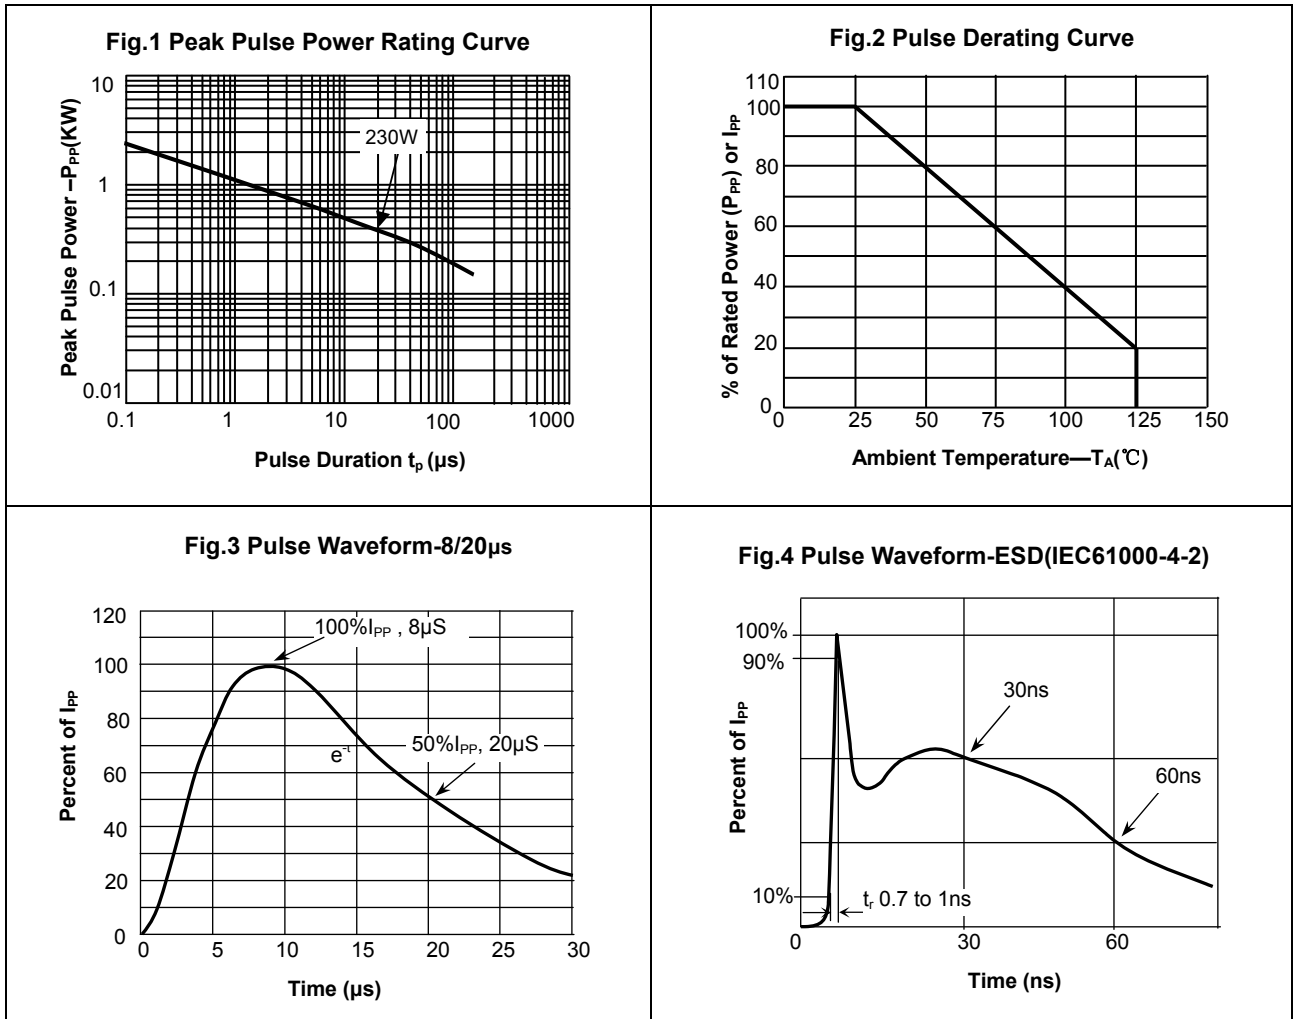 Fig.1 Peak Pulse Power Rating Curve
Peak Pulse Power –PPP(KW)
10
1
0.1
0.01
230W
0.1 1 10 100 1000
Pulse Duration tp (µs)
Fig.2 Pulse Derating Curve
% of Rated Power (PPP) or IPP
110
100
80
60
40
20
0
0 25 50 75 100 125 150
Ambient Temperature—TA(℃)
Fig.3 Pulse Waveform-8/20µs
Percent of IPP
120
100
80
60
40
20
0
100%IPP , 8µS
e-t
50%IPP, 20µS
0 5 10 15 20 25 30
Time (µs)
Fig.4 Pulse Waveform-ESD(IEC61000-4-2)
Percent of IPP
100%
90%
10%
30ns
60ns
tr 0.7 to 1ns
0 30 60
Time (ns)